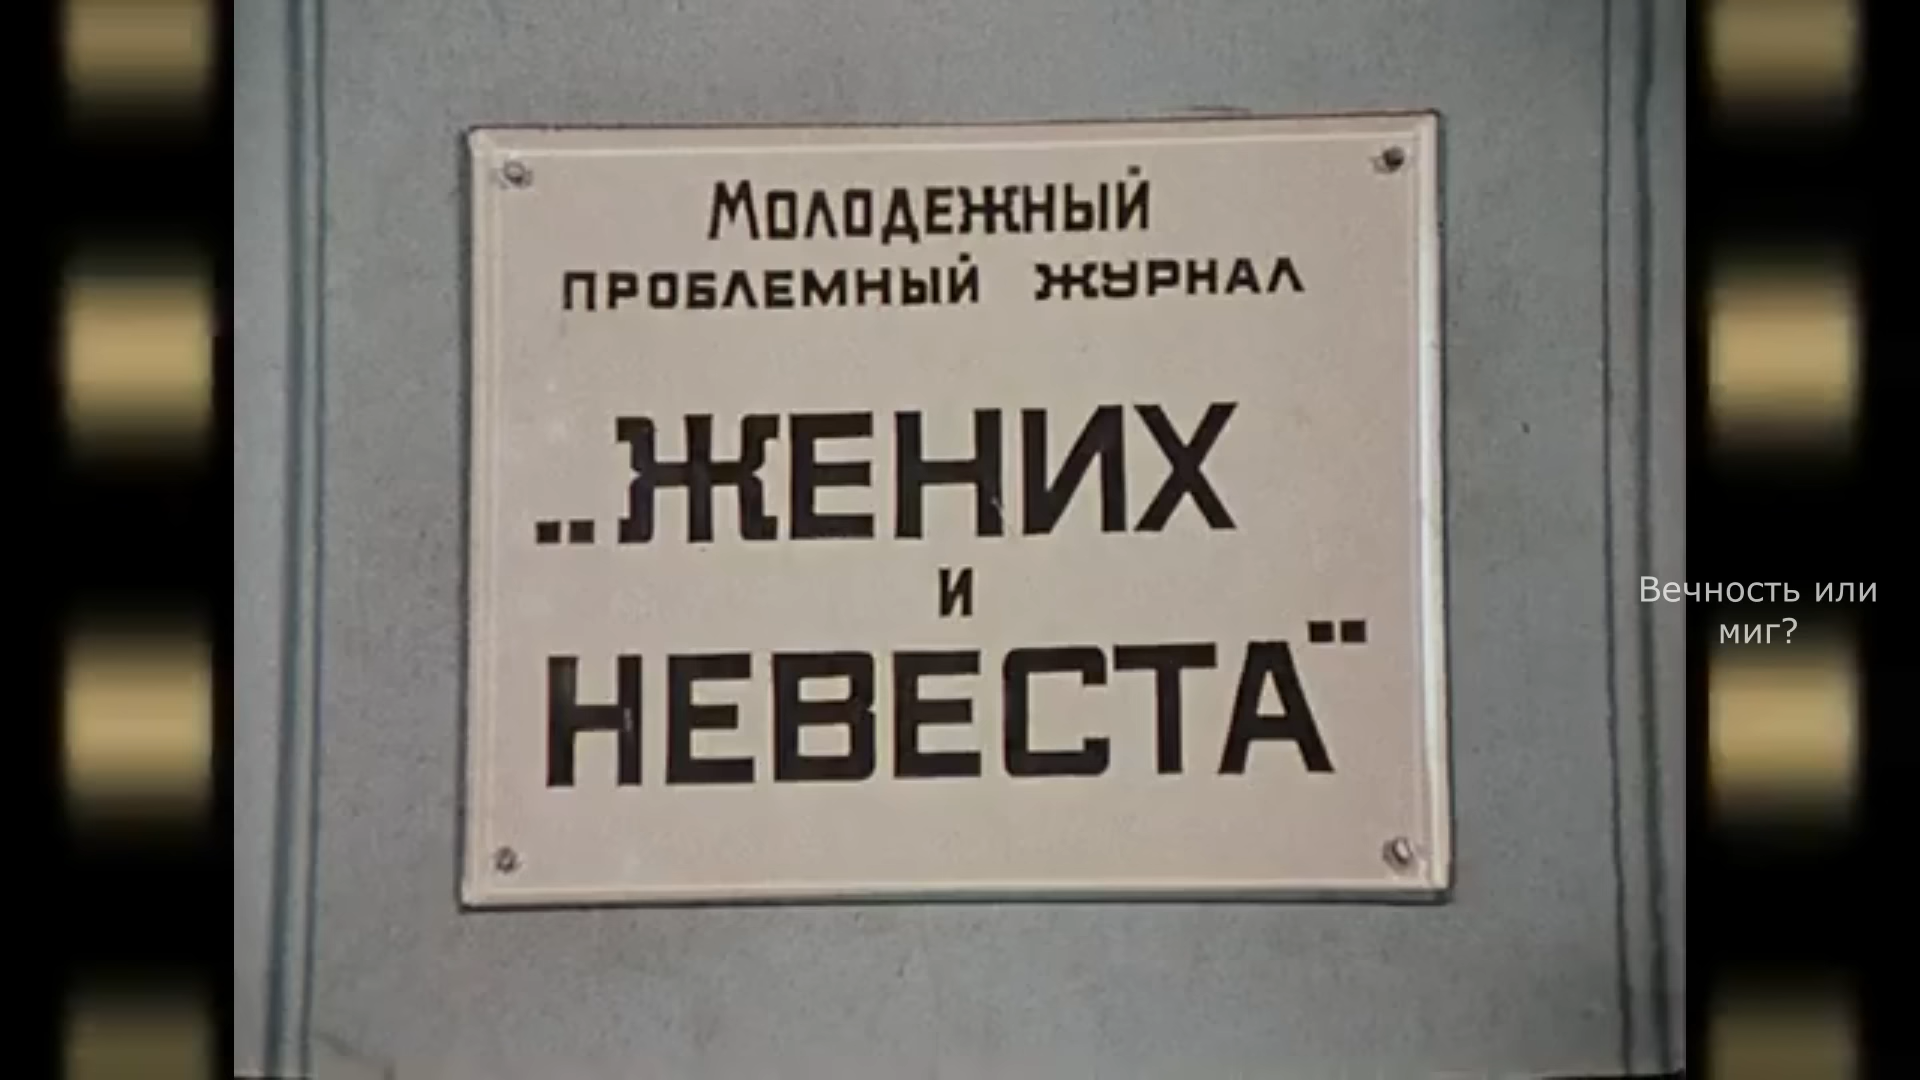 Молодежный
проблемный журнал
„Жених
и
невеста"
Вечность или
миг?